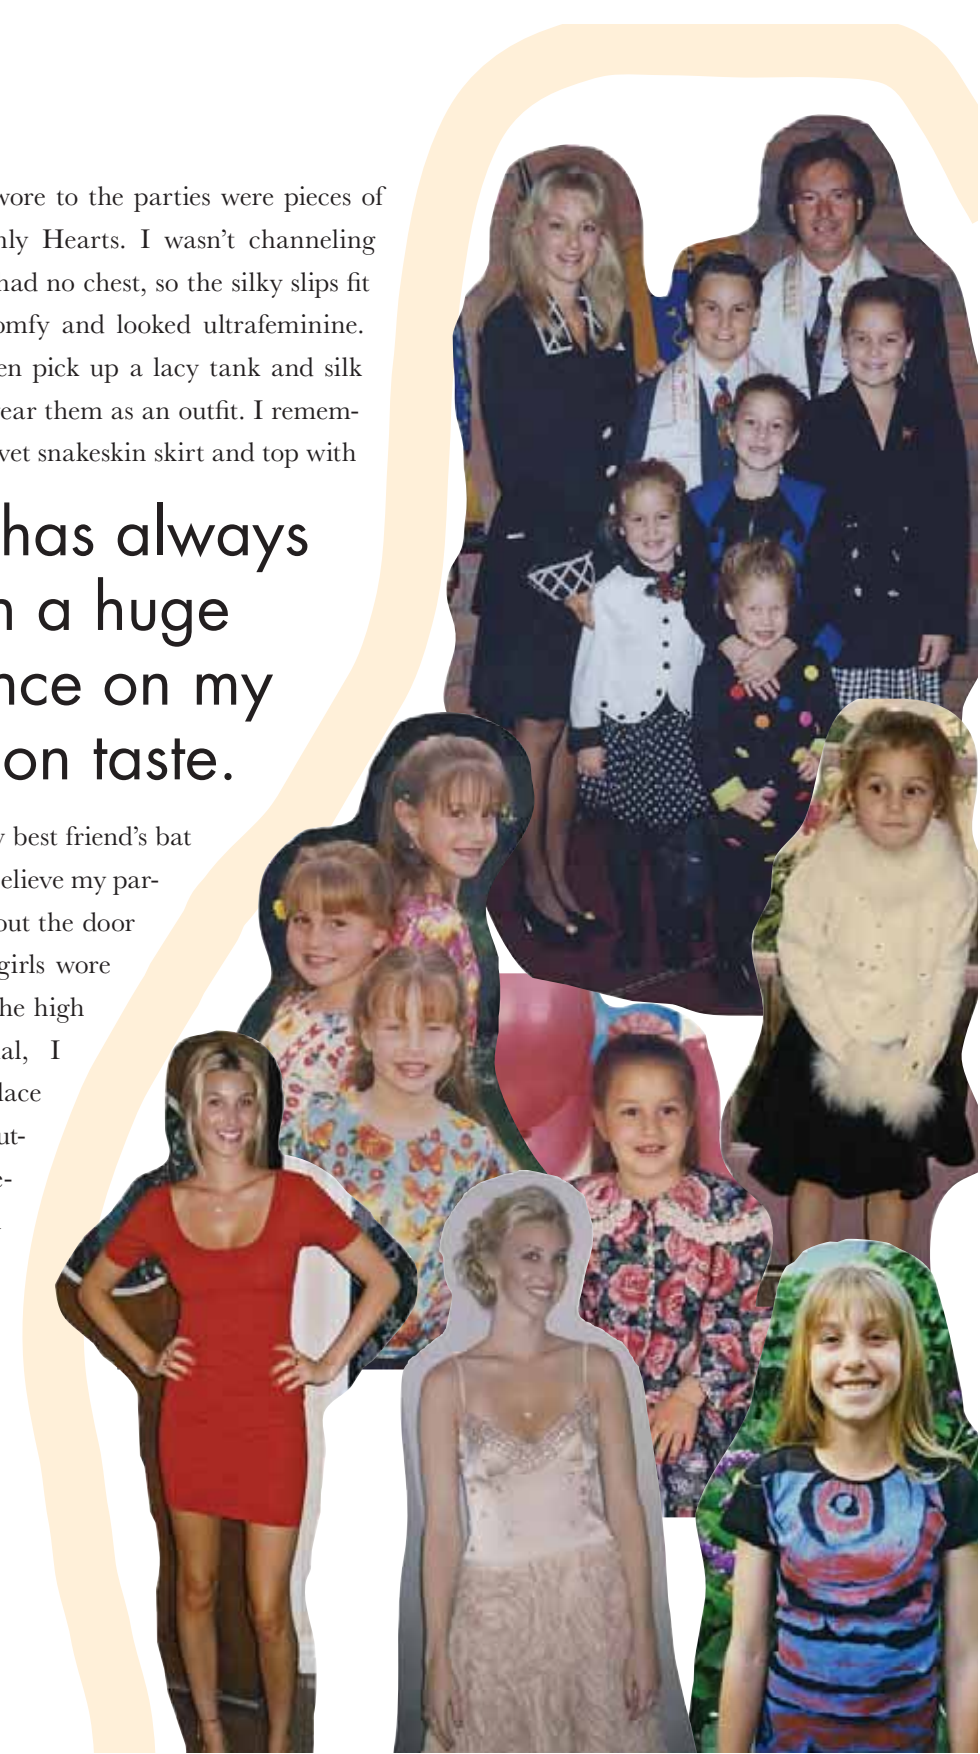 wore to the parties were pieces of
nly Hearts. I wasn't channeling
had no chest, so the silky slips fit
omfy and looked ultrafeminine.
en pick up a lacy tank and silk
ear them as an outfit. I remem-
vet snakeskin skirt and top with
has always
n a huge
nce on my
on taste.
y best friend's bat
elieve my par-
out the door
girls wore
he high
al, I
lace
ut-
e-